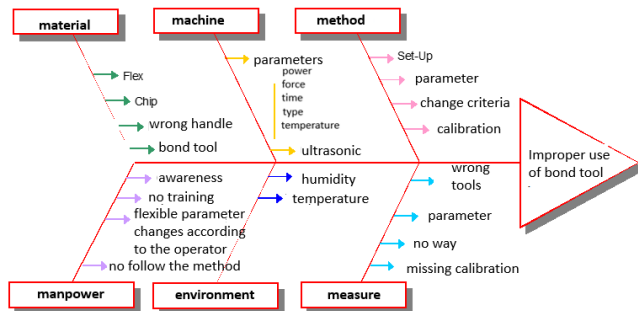 material
machine
method
Flex
Chip
wrong handle
bond tool
parameters
power
force
time
type
temperature
ultrasonic
Set-Up
parameter
change criteria
calibration
Improper use
of bond tool
awareness
no training
flexible parameter
changes according
to the operator
no follow the method
humidity
temperature
wrong
tools
parameter
no way
missing calibration
manpower
environment
measure